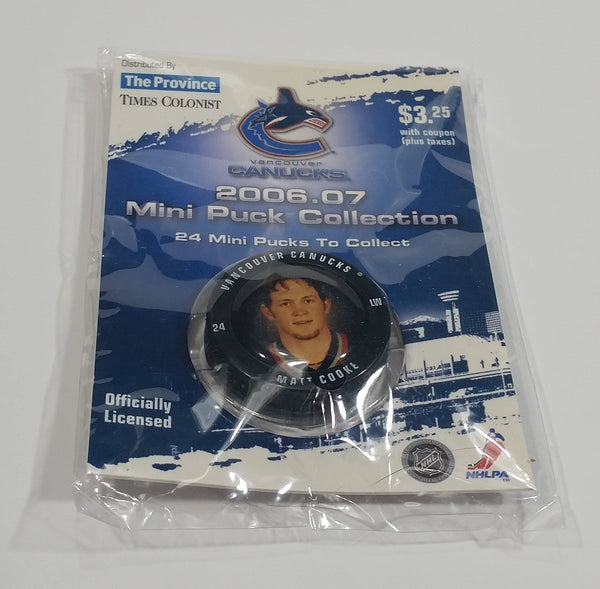 Distributed By
The Province
TIMES COLONIST
$3.25
with coupon
(plus taxes)
vancouver
CANUCKS
2006.07
Mini Puck Collection
24 Mini Pucks To Collect
VANCOUVER CANUCKS
24
LW
MATT COOKE
Officially
Licensed
NHL
NHLPA